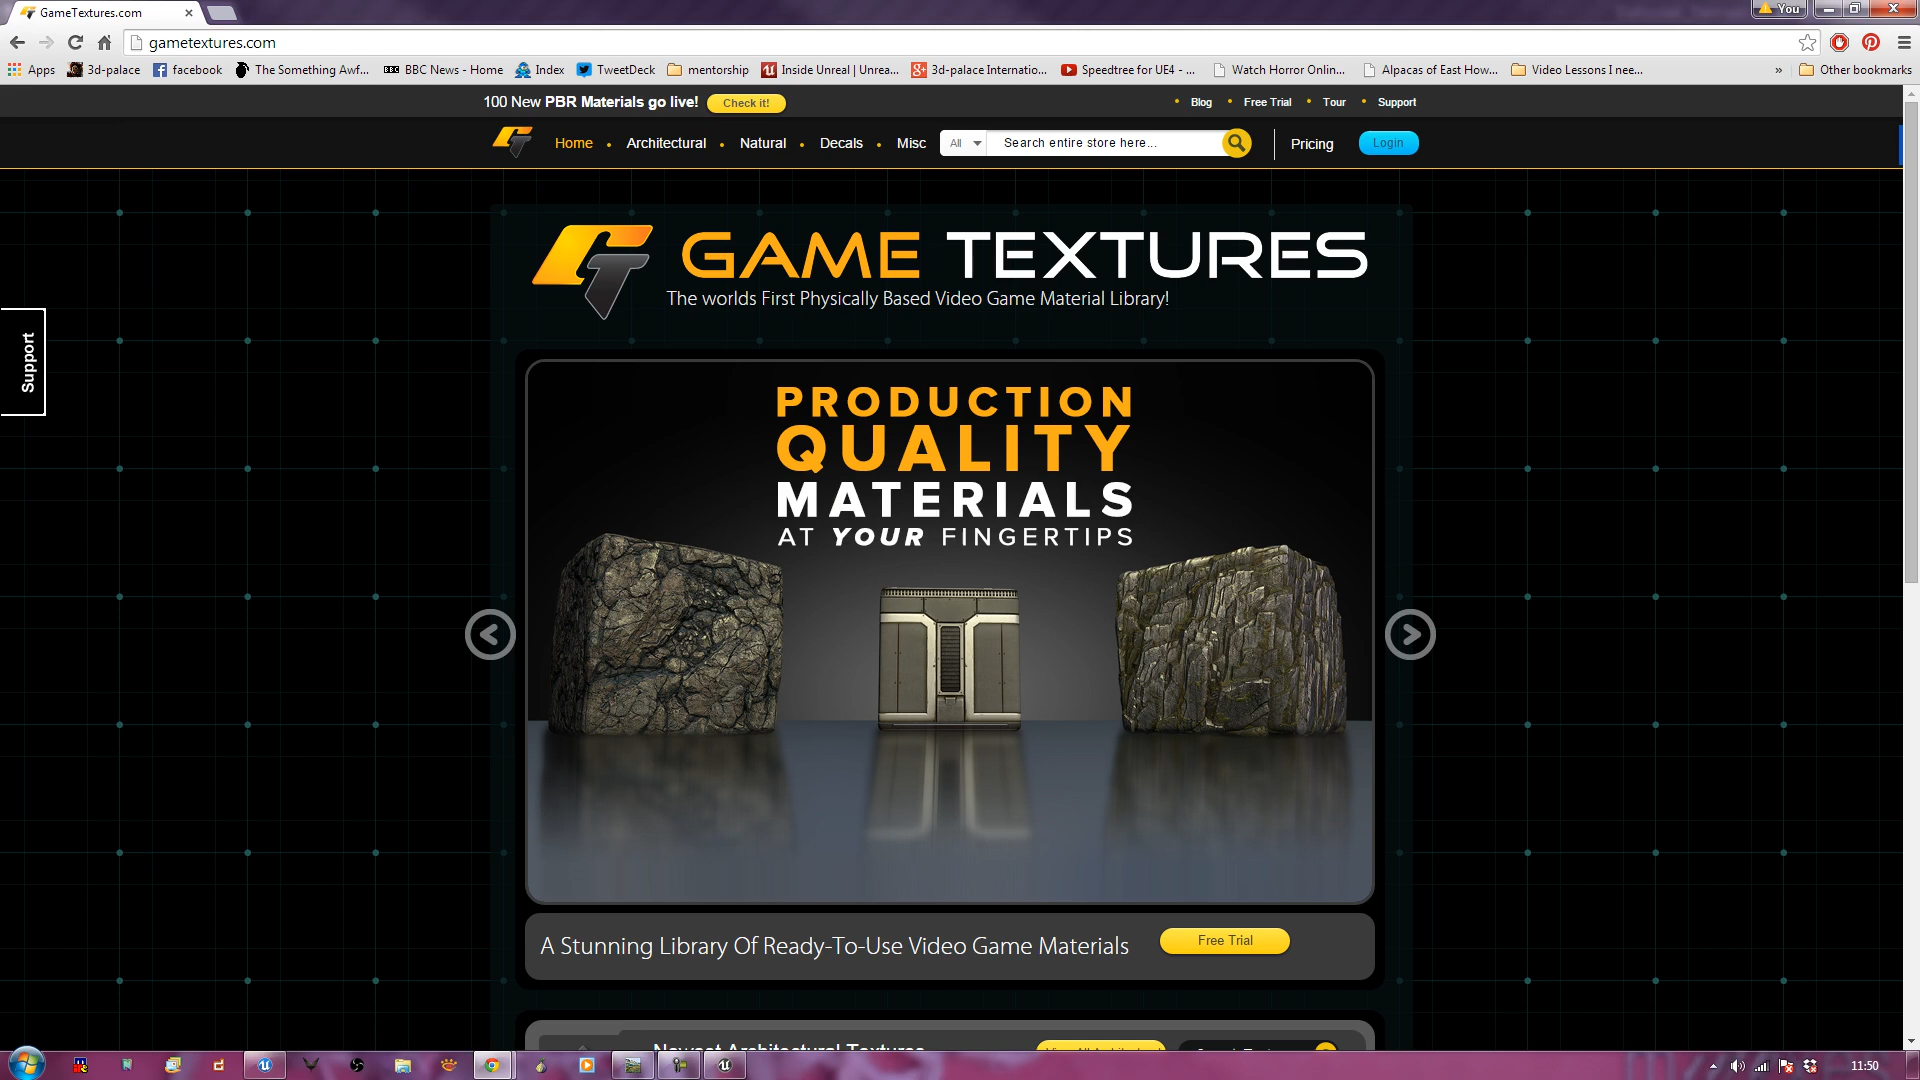 GameTextures.com
You
gametextures.com
Apps 3d-palace facebook The Something Awf... BBC News - Home Index TweetDeck mentorship Inside Unreal | Unrea... 3d-palace Internatio... Speedtree for UE4 - ... Watch Horror Onlin... Alpacas of East How... Video Lessons I nee... » Other bookmarks
100 New PBR Materials go live! Check it! Blog Free Trial Tour Support
Home Architectural Natural Decals Misc All Search entire store here... Pricing Login
GAME TEXTURES
The worlds First Physically Based Video Game Material Library!
Support
PRODUCTION
QUALITY
MATERIALS
AT YOUR FINGERTIPS
A Stunning Library Of Ready-To-Use Video Game Materials Free Trial
Newest Architectural Textures
11:50